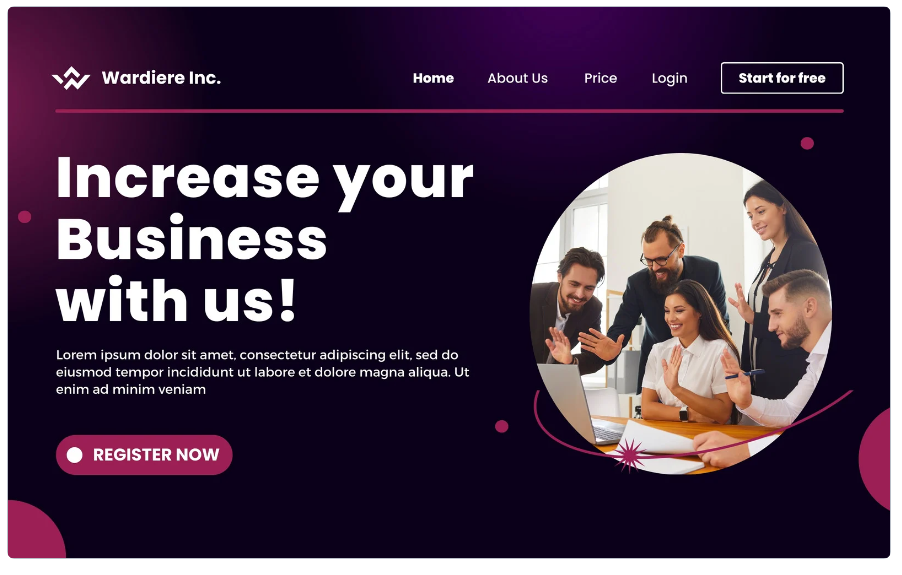 Wardiere Inc.
Home About Us Price Login Start for free
Increase your
Business
with us!
Lorem ipsum dolor sit amet, consectetur adipiscing elit, sed do
eiusmod tempor incididunt ut labore et dolore magna aliqua. Ut
enim ad minim veniam
REGISTER NOW